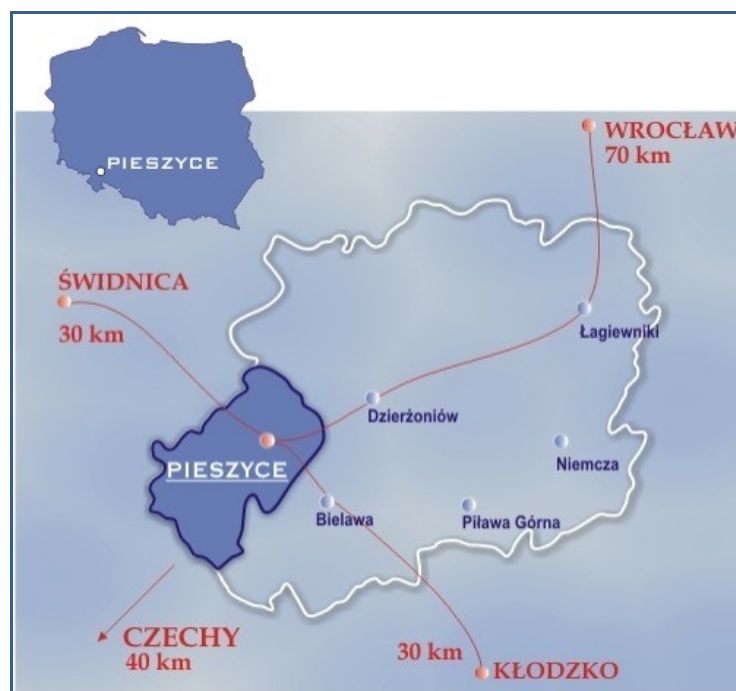 PIESZYCE
WROCŁAW
70 km
ŚWIDNICA
30 km
Łagiewniki
Dzierżoniów
PIESZYCE
Niemcza
Bielawa
Piława Górna
CZECHY
40 km
30 km
KŁODZKO